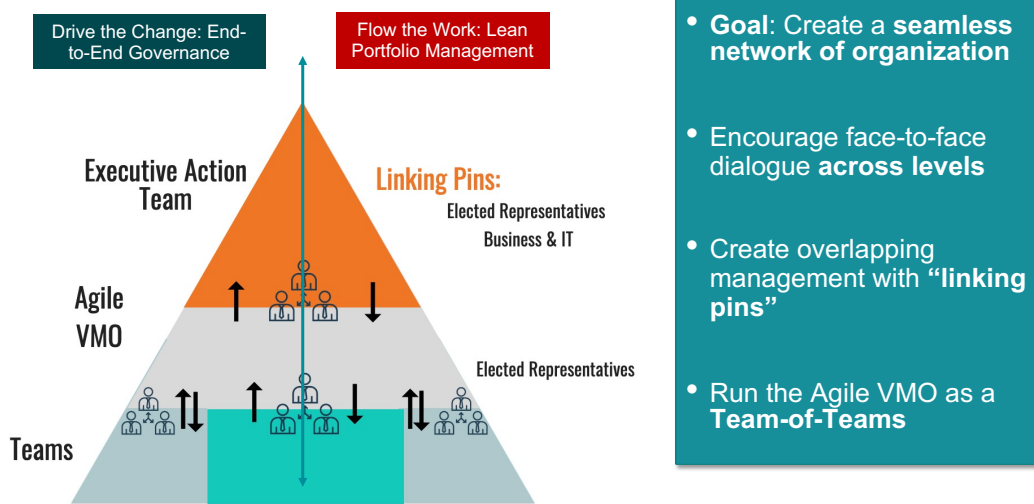 Drive the Change: End-
to-End Governance
Flow the Work: Lean
Portfolio Management
Executive Action
Team
Linking Pins:
Elected Representatives
Business & IT
Agile
VMO
Elected Representatives
Teams
• Goal: Create a seamless
network of organization
• Encourage face-to-face
dialogue across levels
• Create overlapping
management with “linking
pins”
• Run the Agile VMO as a
Team-of-Teams